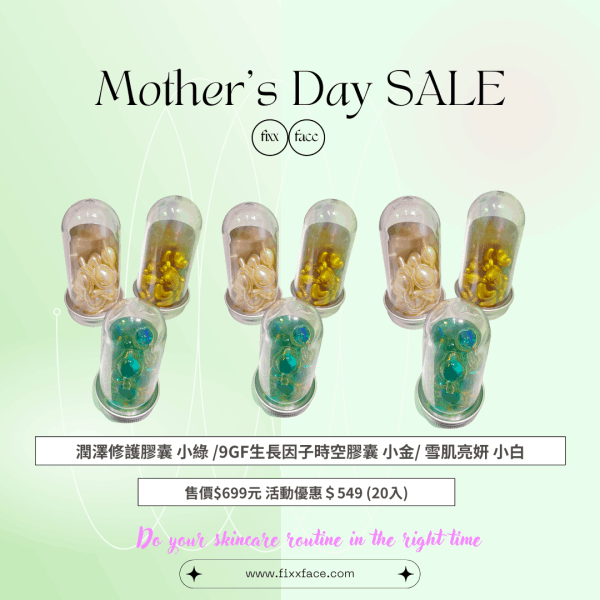 Mother's Day SALE
fixx face
潤澤修護膠囊 小綠 /9GF生長因子時空膠囊 小金/ 雪肌亮妍 小白
售價$699元 活動優惠＄549 (20入)
Do your skincare routine in the right time
www.fixxface.com